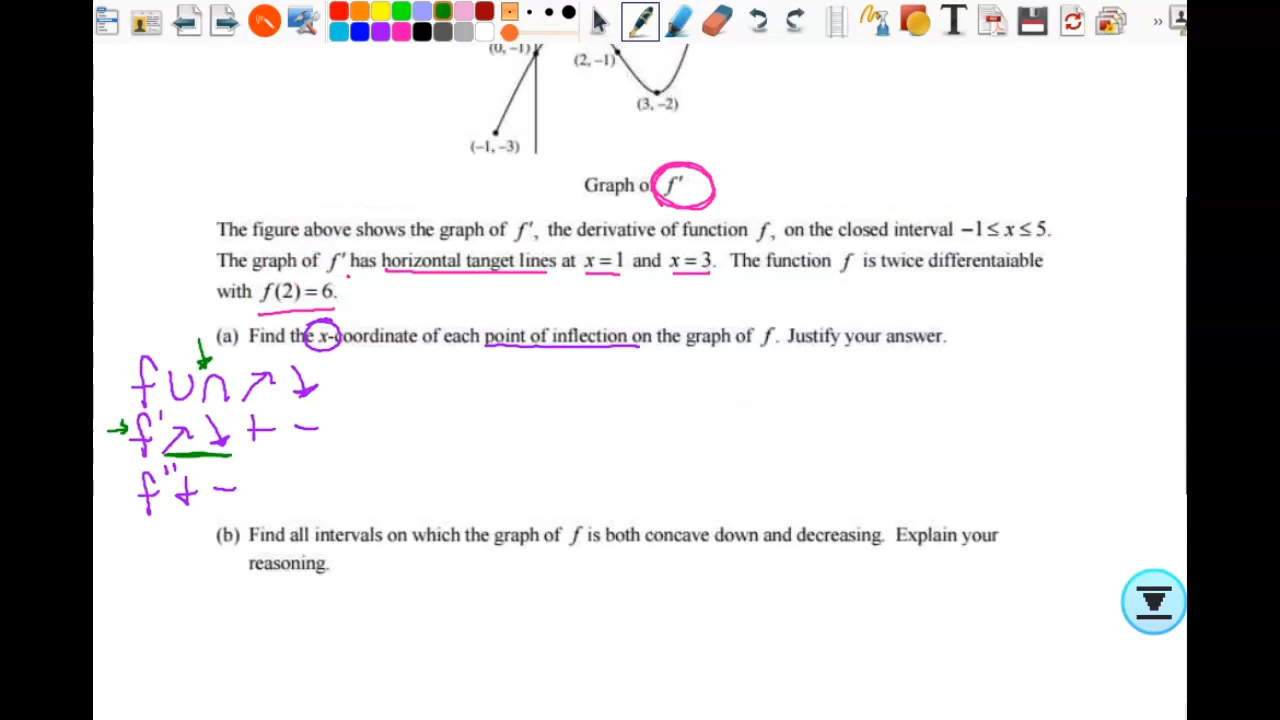 T
(0, −1)
(2, −1)
(3, −2)
(−1, −3)
Graph o f′
The figure above shows the graph of f′, the derivative of function f, on the closed interval −1 ≤ x ≤ 5.
The graph of f′ has horizontal tanget lines at x = 1 and x = 3. The function f is twice differentaiable
with f(2) = 6.
(a) Find the x-coordinate of each point of inflection on the graph of f. Justify your answer.
f ∪ ∩ ↗ ↘
→ f′ ↗ ↘ + −
f″ + −
(b) Find all intervals on which the graph of f is both concave down and decreasing. Explain your
reasoning.